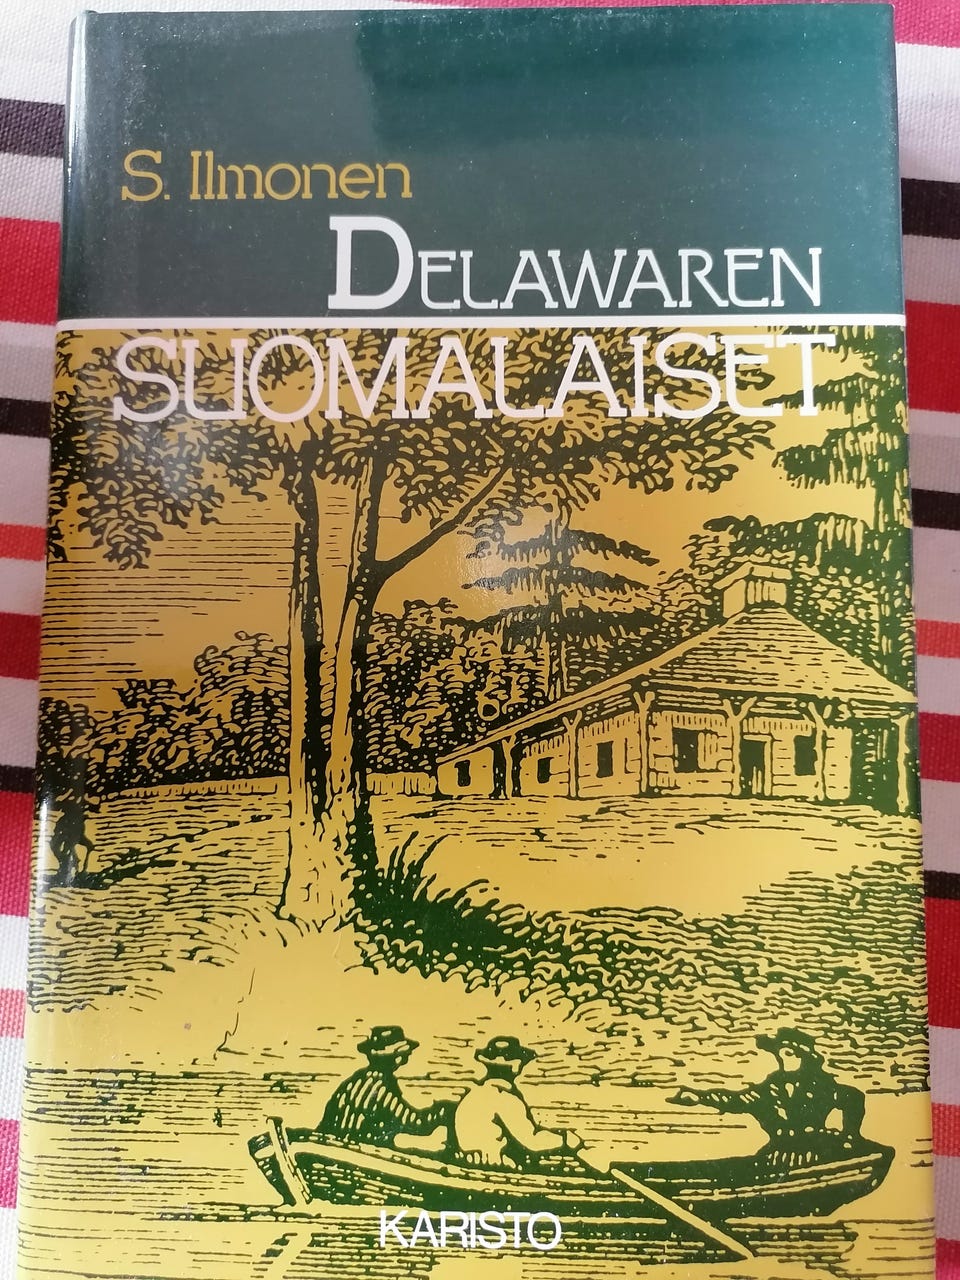 S. Ilmonen
DELAWAREN
SUOMALAISET
KARISTO